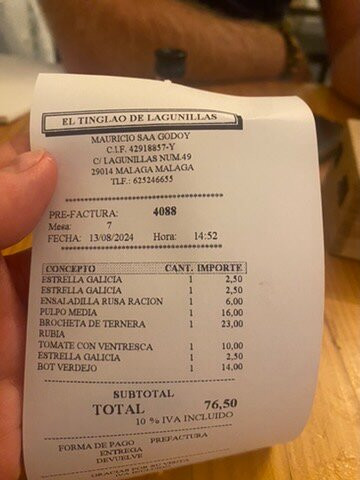 EL TINGLAO DE LAGUNILLAS
MAURICIO SAA GODOY
C.I.F. 42918857-Y
C/ LAGUNILLAS NUM.49
29014 MALAGA MALAGA
TLF.: 625246655
PRE-FACTURA: 4088
Mesa: 7
FECHA: 13/08/2024 Hora: 14:52
CONCEPTO CANT. IMPORTE
ESTRELLA GALICIA 1 2,50
ESTRELLA GALICIA 1 2,50
ENSALADILLA RUSA RACION 1 6,00
PULPO MEDIA 1 16,00
BROCHETA DE TERNERA 1 23,00
RUBIA
TOMATE CON VENTRESCA 1 10,00
ESTRELLA GALICIA 1 2,50
BOT VERDEJO 1 14,00
SUBTOTAL
TOTAL 76,50
10 % IVA INCLUIDO
FORMA DE PAGO PREFACTURA
ENTREGA
DEVUELVE
GRACIAS POR SU VISITA